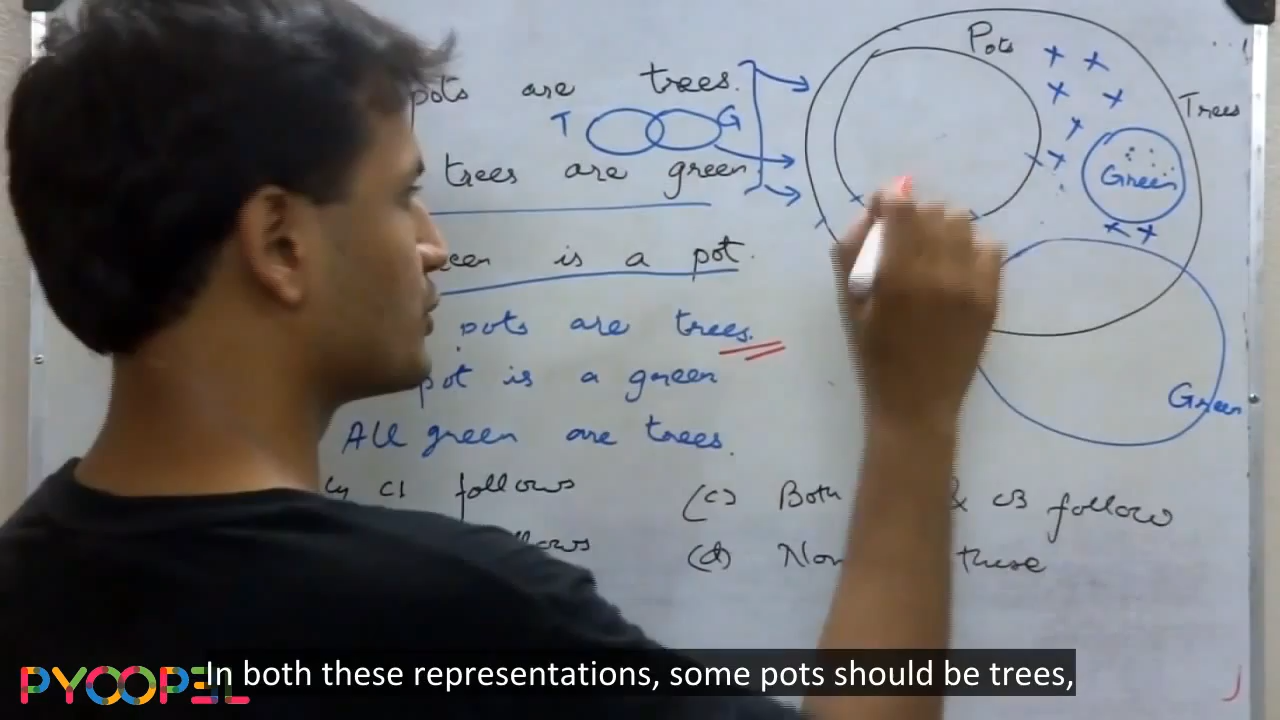 pots are trees.
T G
trees are green
is a pot.
pots are trees.
pot is a green
All green are trees.
C1 follows
(c) Both & C3 follow
(d) these
Pots
Trees
Green
Green
PYOOPEL
In both these representations, some pots should be trees,